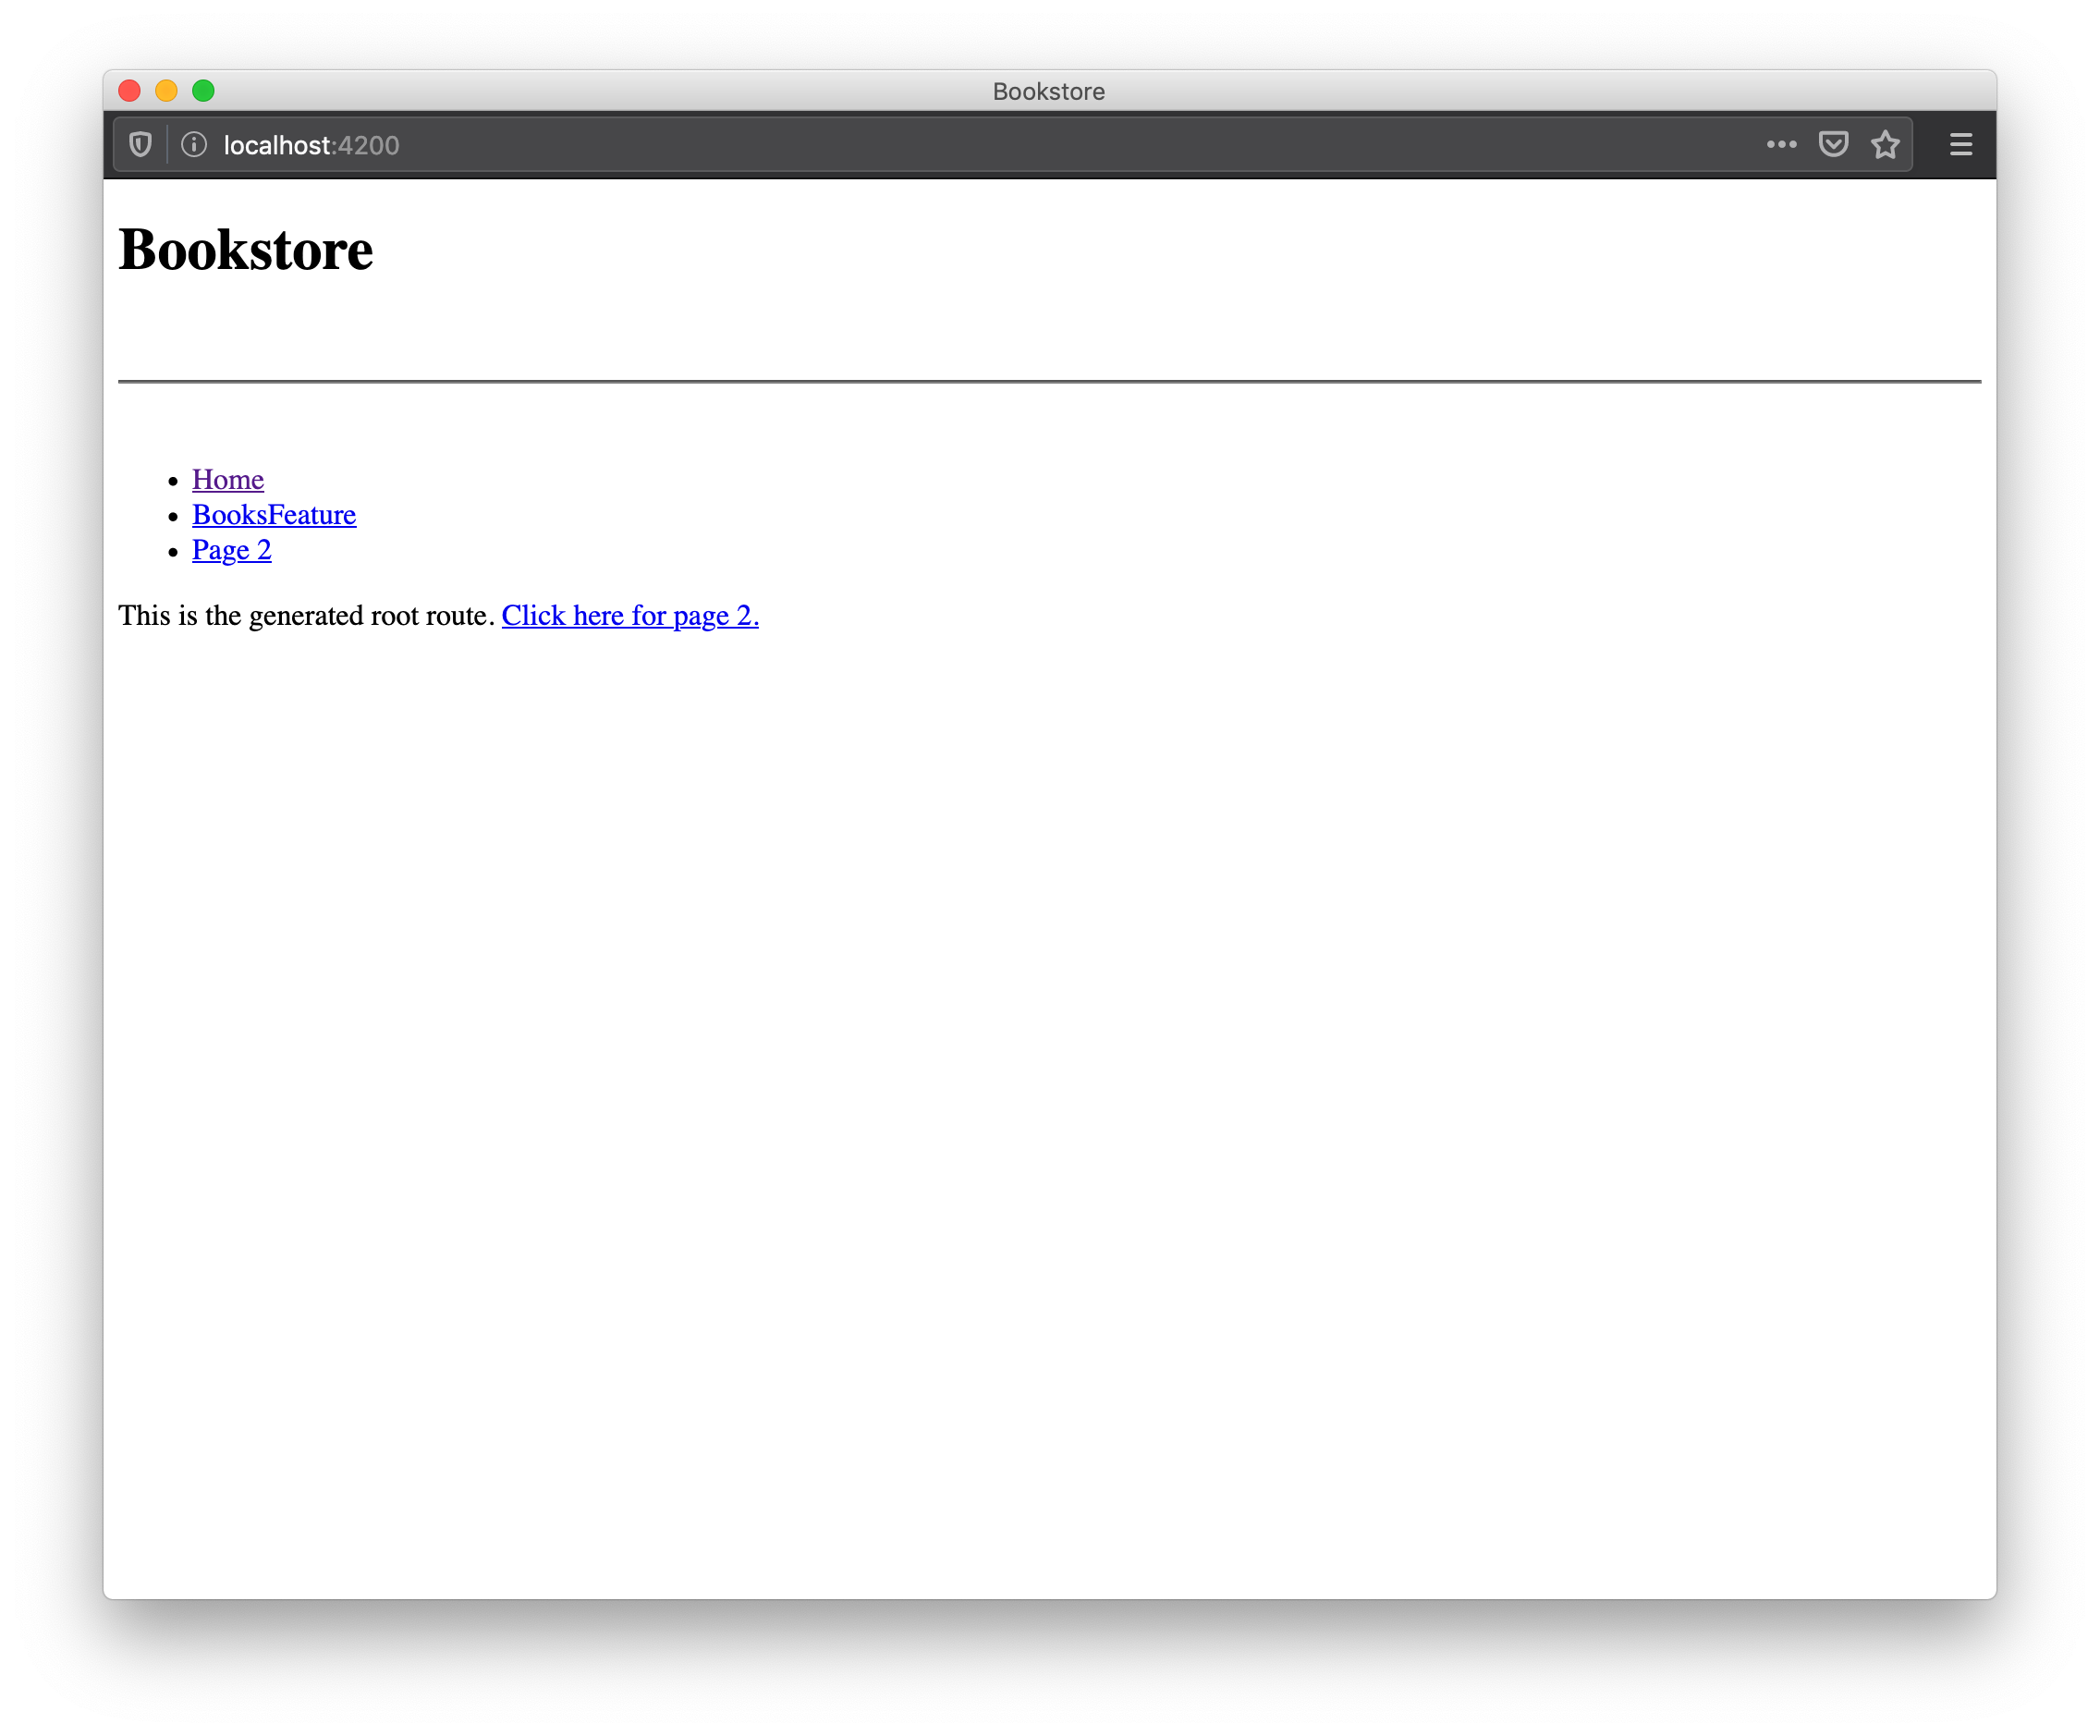 Bookstore
localhost:4200
Bookstore
Home
BooksFeature
Page 2
This is the generated root route. Click here for page 2.